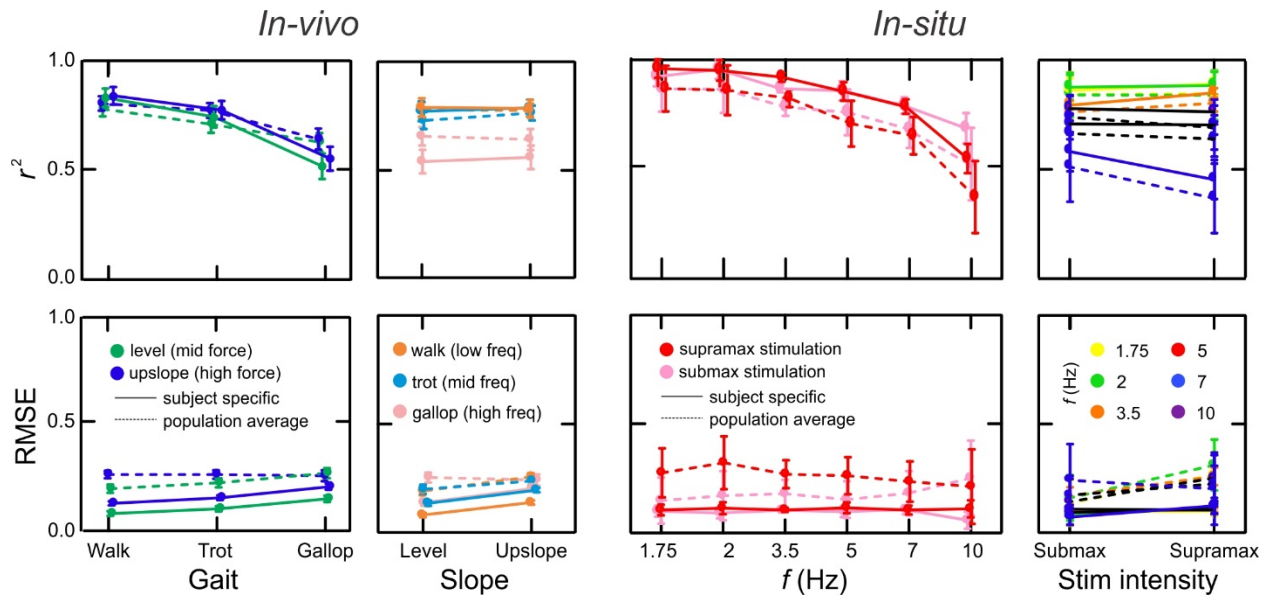 In-vivo
In-situ
r²
1.0
0.5
0.0
RMSE
1.0
0.5
0.0
level (mid force)
upslope (high force)
subject specific
population average
Walk
Trot
Gallop
Gait
walk (low freq)
trot (mid freq)
gallop (high freq)
Level
Upslope
Slope
supramax stimulation
submax stimulation
subject specific
population average
1.75
2
3.5
5
7
10
f (Hz)
f (Hz)
1.75
5
2
7
3.5
10
Submax
Supramax
Stim intensity